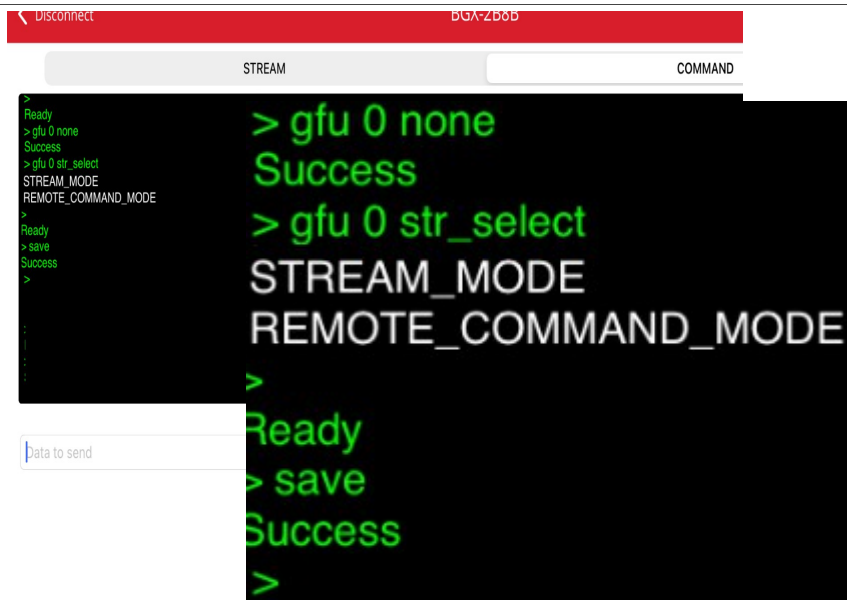 Disconnect
BGX-2B8B
STREAM
COMMAND
>
Ready
> gfu 0 none
Success
> gfu 0 str_select
STREAM_MODE
REMOTE_COMMAND_MODE
>
Ready
> save
Success
>
Data to send
> gfu 0 none
Success
> gfu 0 str_select
STREAM_MODE
REMOTE_COMMAND_MODE
>
Ready
> save
Success
>